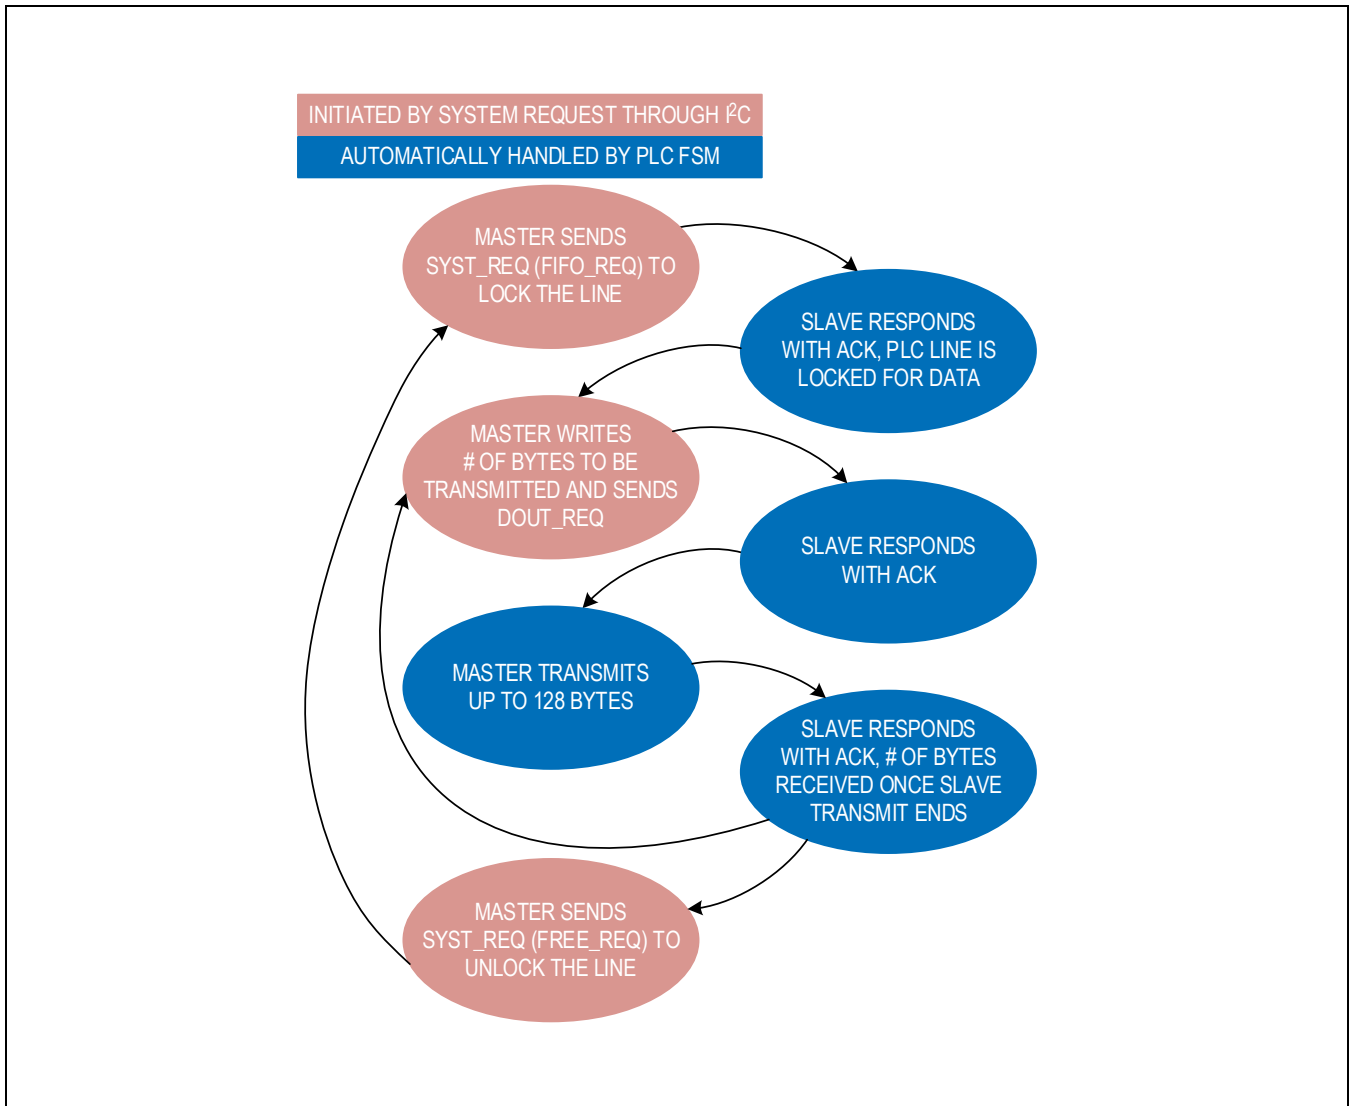 INITIATED BY SYSTEM REQUEST THROUGH I²C
AUTOMATICALLY HANDLED BY PLC FSM
MASTER SENDS
SYST_REQ (FIFO_REQ) TO
LOCK THE LINE
SLAVE RESPONDS
WITH ACK, PLC LINE IS
LOCKED FOR DATA
MASTER WRITES
# OF BYTES TO BE
TRANSMITTED AND SENDS
DOUT_REQ
SLAVE RESPONDS
WITH ACK
MASTER TRANSMITS
UP TO 128 BYTES
SLAVE RESPONDS
WITH ACK, # OF BYTES
RECEIVED ONCE SLAVE
TRANSMIT ENDS
MASTER SENDS
SYST_REQ (FREE_REQ) TO
UNLOCK THE LINE